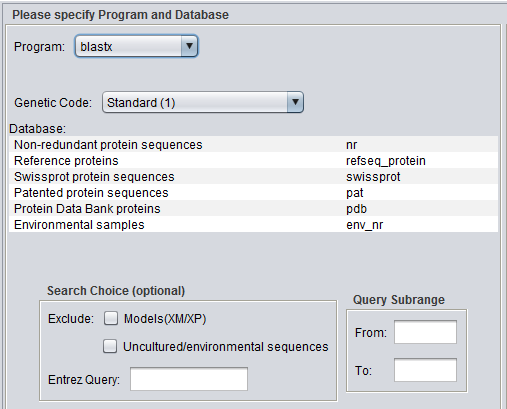 Please specify Program and Database
Program: blastx
Genetic Code: Standard (1)
Database:
Non-redundant protein sequences nr
Reference proteins refseq_protein
Swissprot protein sequences swissprot
Patented protein sequences pat
Protein Data Bank proteins pdb
Environmental samples env_nr
Search Choice (optional)
Exclude: Models(XM/XP)
Uncultured/environmental sequences
Entrez Query:
Query Subrange
From:
To: